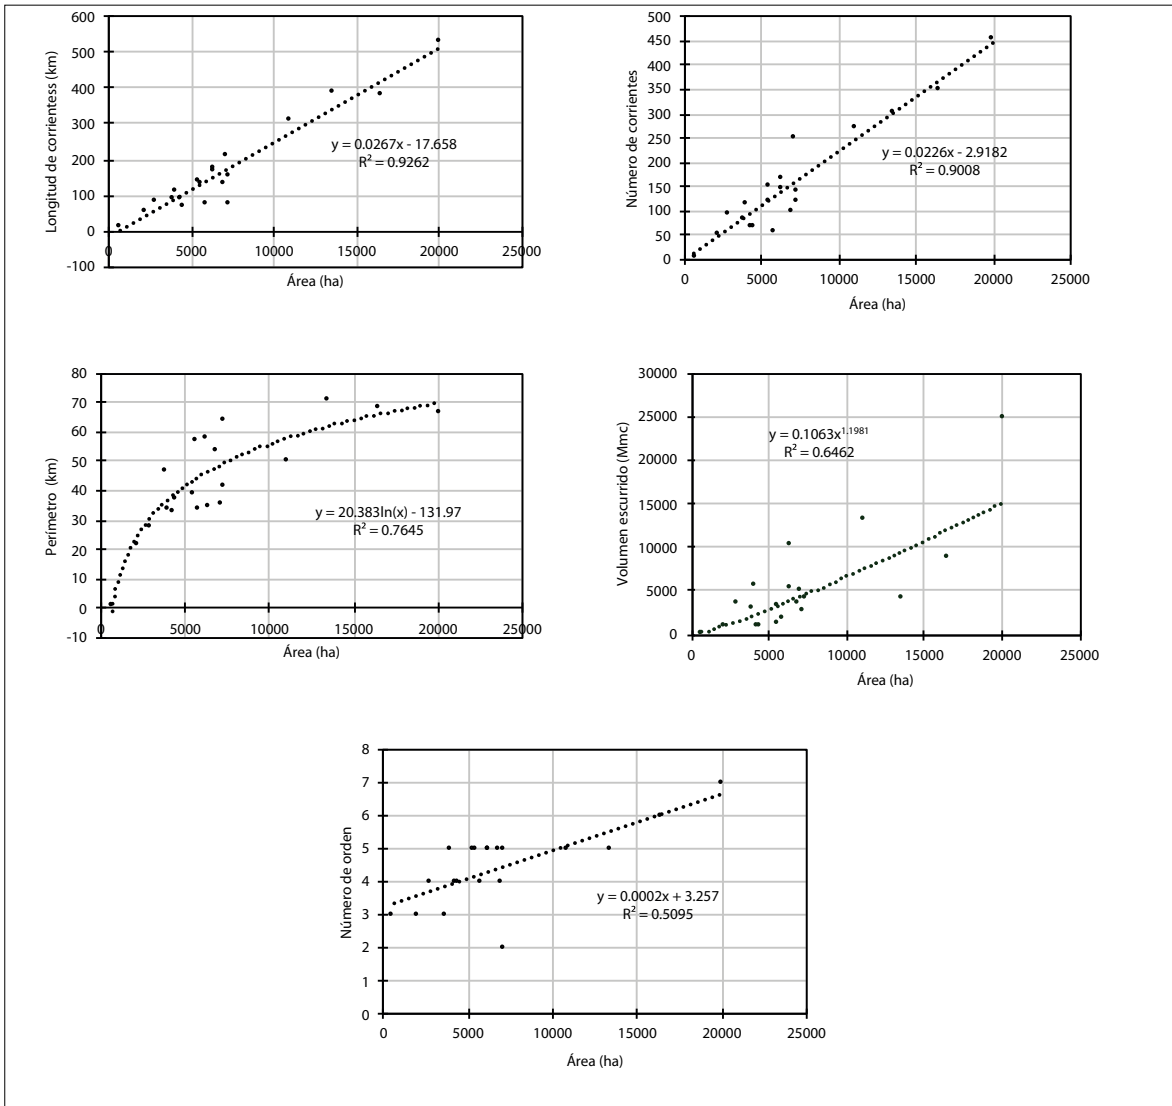 600
500
400
300
200
100
0
-100
Longitud de corrientess (km)
y = 0.0267x - 17.658
R² = 0.9262
0 5000 10000 15000 20000 25000
Área (ha)
500
450
400
350
300
250
200
150
100
50
0
Número de corrientes
y = 0.0226x - 2.9182
R² = 0.9008
0 5000 10000 15000 20000 25000
Área (ha)
80
70
60
50
40
30
20
10
0
-10
Perímetro (km)
y = 20.383ln(x) - 131.97
R² = 0.7645
0 5000 10000 15000 20000 25000
Área (ha)
30000
25000
20000
15000
10000
5000
0
Volumen escurrido (Mmc)
y = 0.1063x^1.1981
R² = 0.6462
0 5000 10000 15000 20000 25000
Área (ha)
8
7
6
5
4
3
2
1
0
Número de orden
y = 0.0002x + 3.257
R² = 0.5095
0 5000 10000 15000 20000 25000
Área (ha)